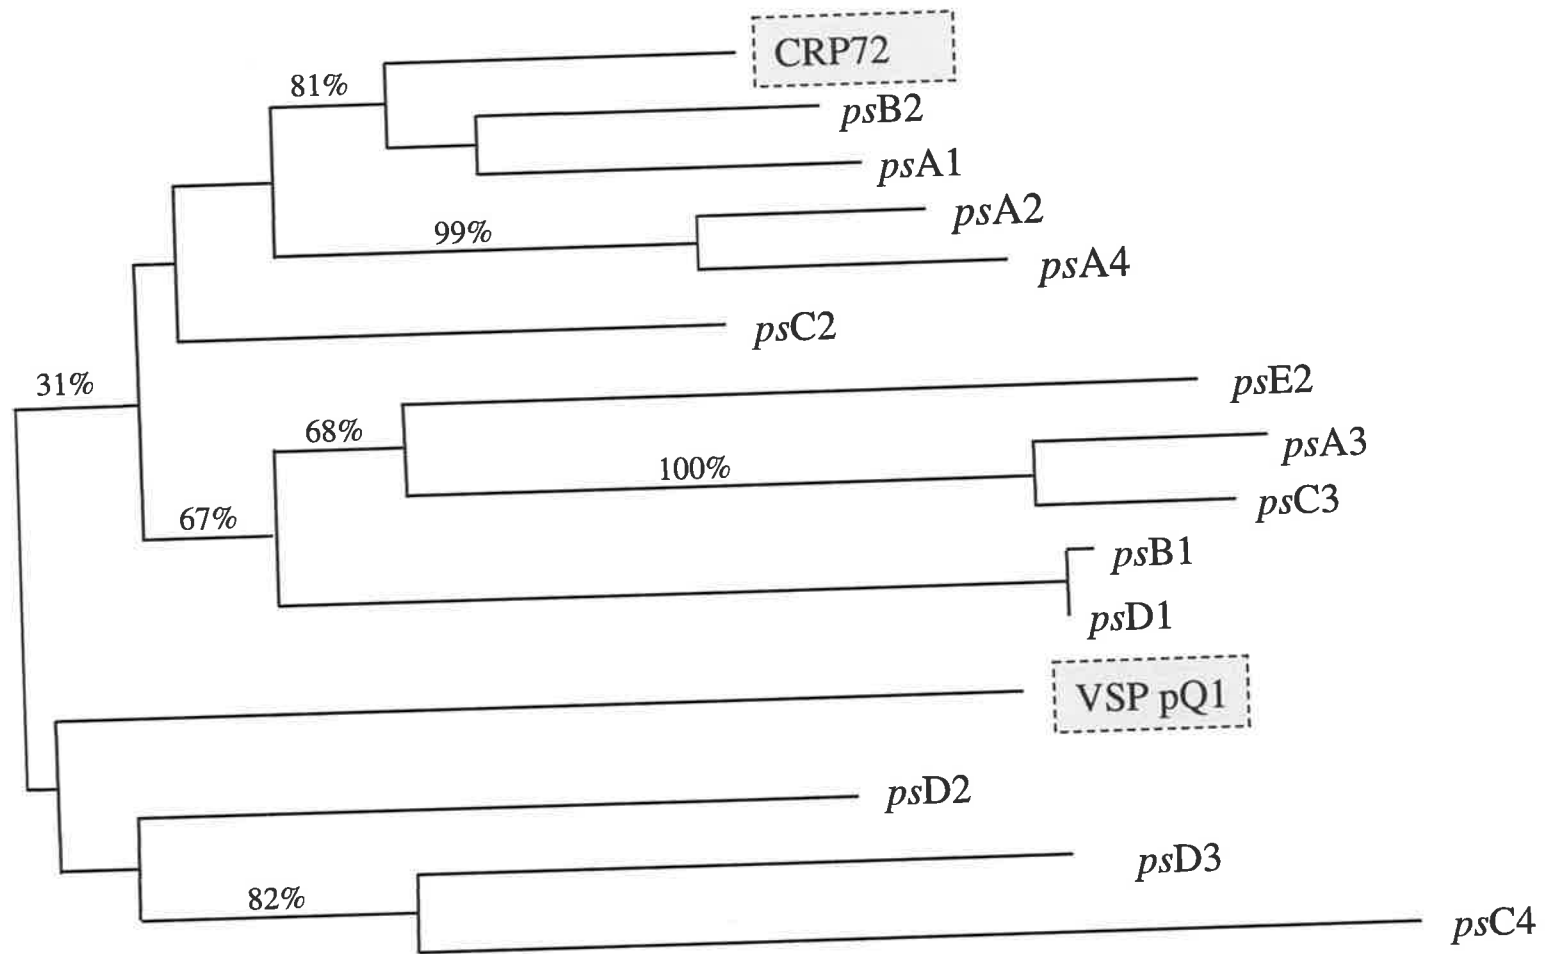 CRP72
81%
psB2
psA1
psA2
99%
psA4
psC2
31%
psE2
68%
psA3
100%
psC3
67%
psB1
psD1
VSP pQ1
psD2
psD3
82%
psC4